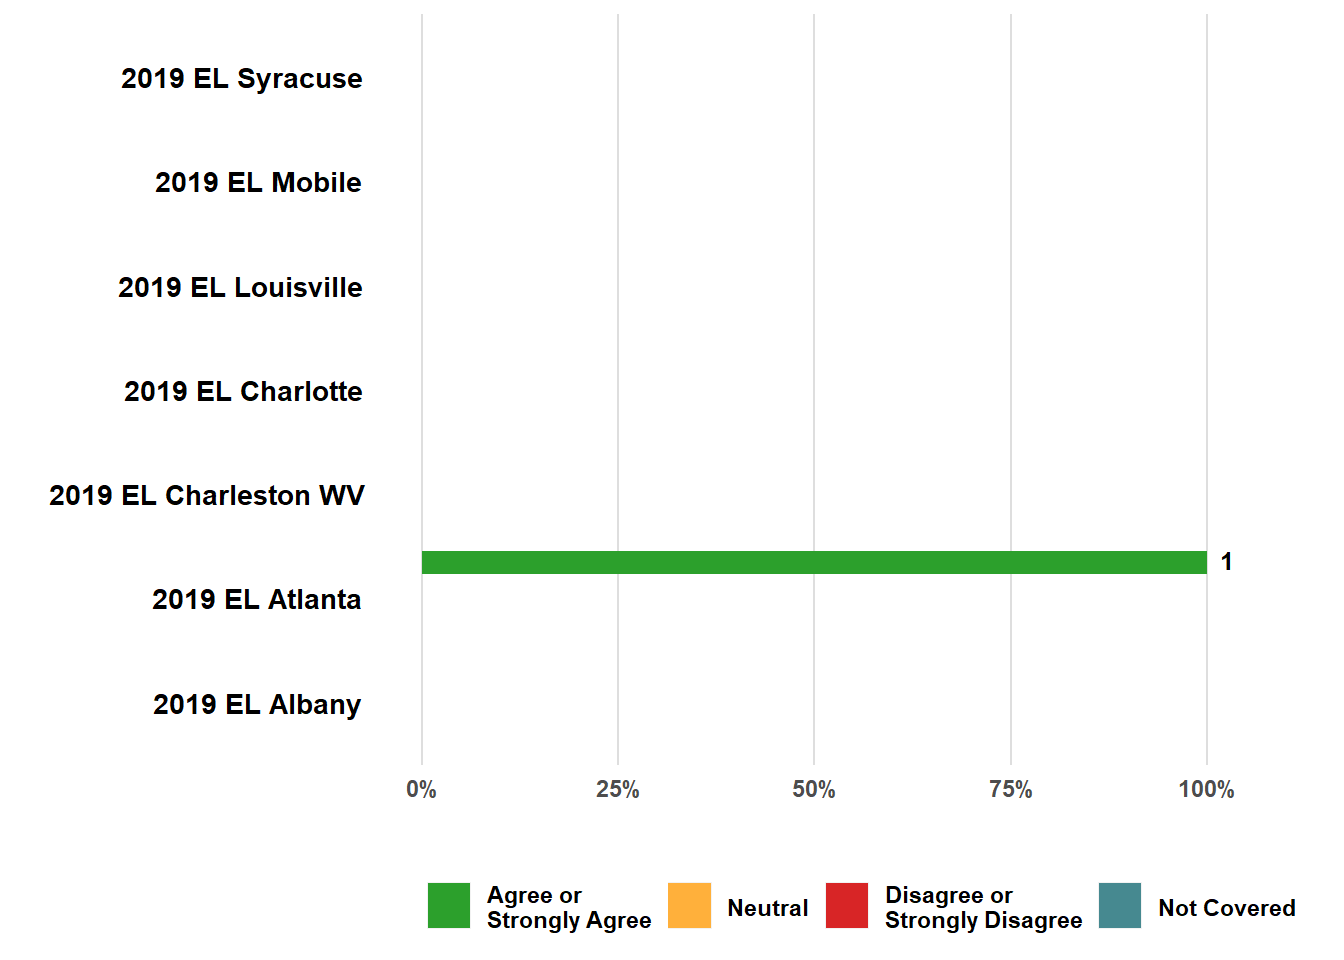 2019 EL Syracuse
2019 EL Mobile
2019 EL Louisville
2019 EL Charlotte
2019 EL Charleston WV
1
2019 EL Atlanta
2019 EL Albany
0% 25% 50% 75% 100%
Agree or
Strongly Agree
Neutral
Disagree or
Strongly Disagree
Not Covered